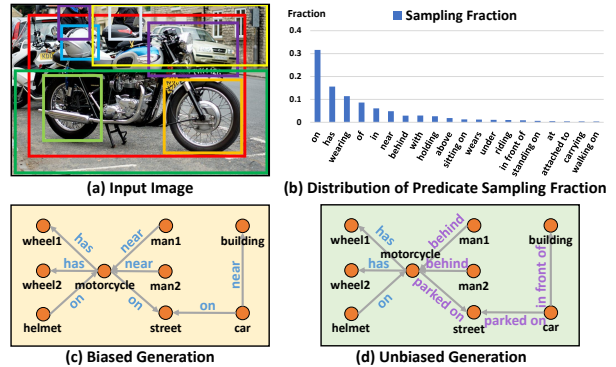 Fraction
Sampling Fraction
0.4
0.3
0.2
0.1
0
on
has
wearing
of
in
near
behind
with
holding
above
sitting on
wears
under
riding
in front of
standing on
at
attached to
carrying
walking on
(a) Input Image
(b) Distribution of Predicate Sampling Fraction
wheel1
has
near
man1
building
wheel2
has
motorcycle
near
man2
near
helmet
on
on
street
on
car
(c) Biased Generation
wheel1
has
behind
man1
building
motorcycle
wheel2
has
behind
man2
in front of
helmet
on
parked on
street
parked on
car
(d) Unbiased Generation